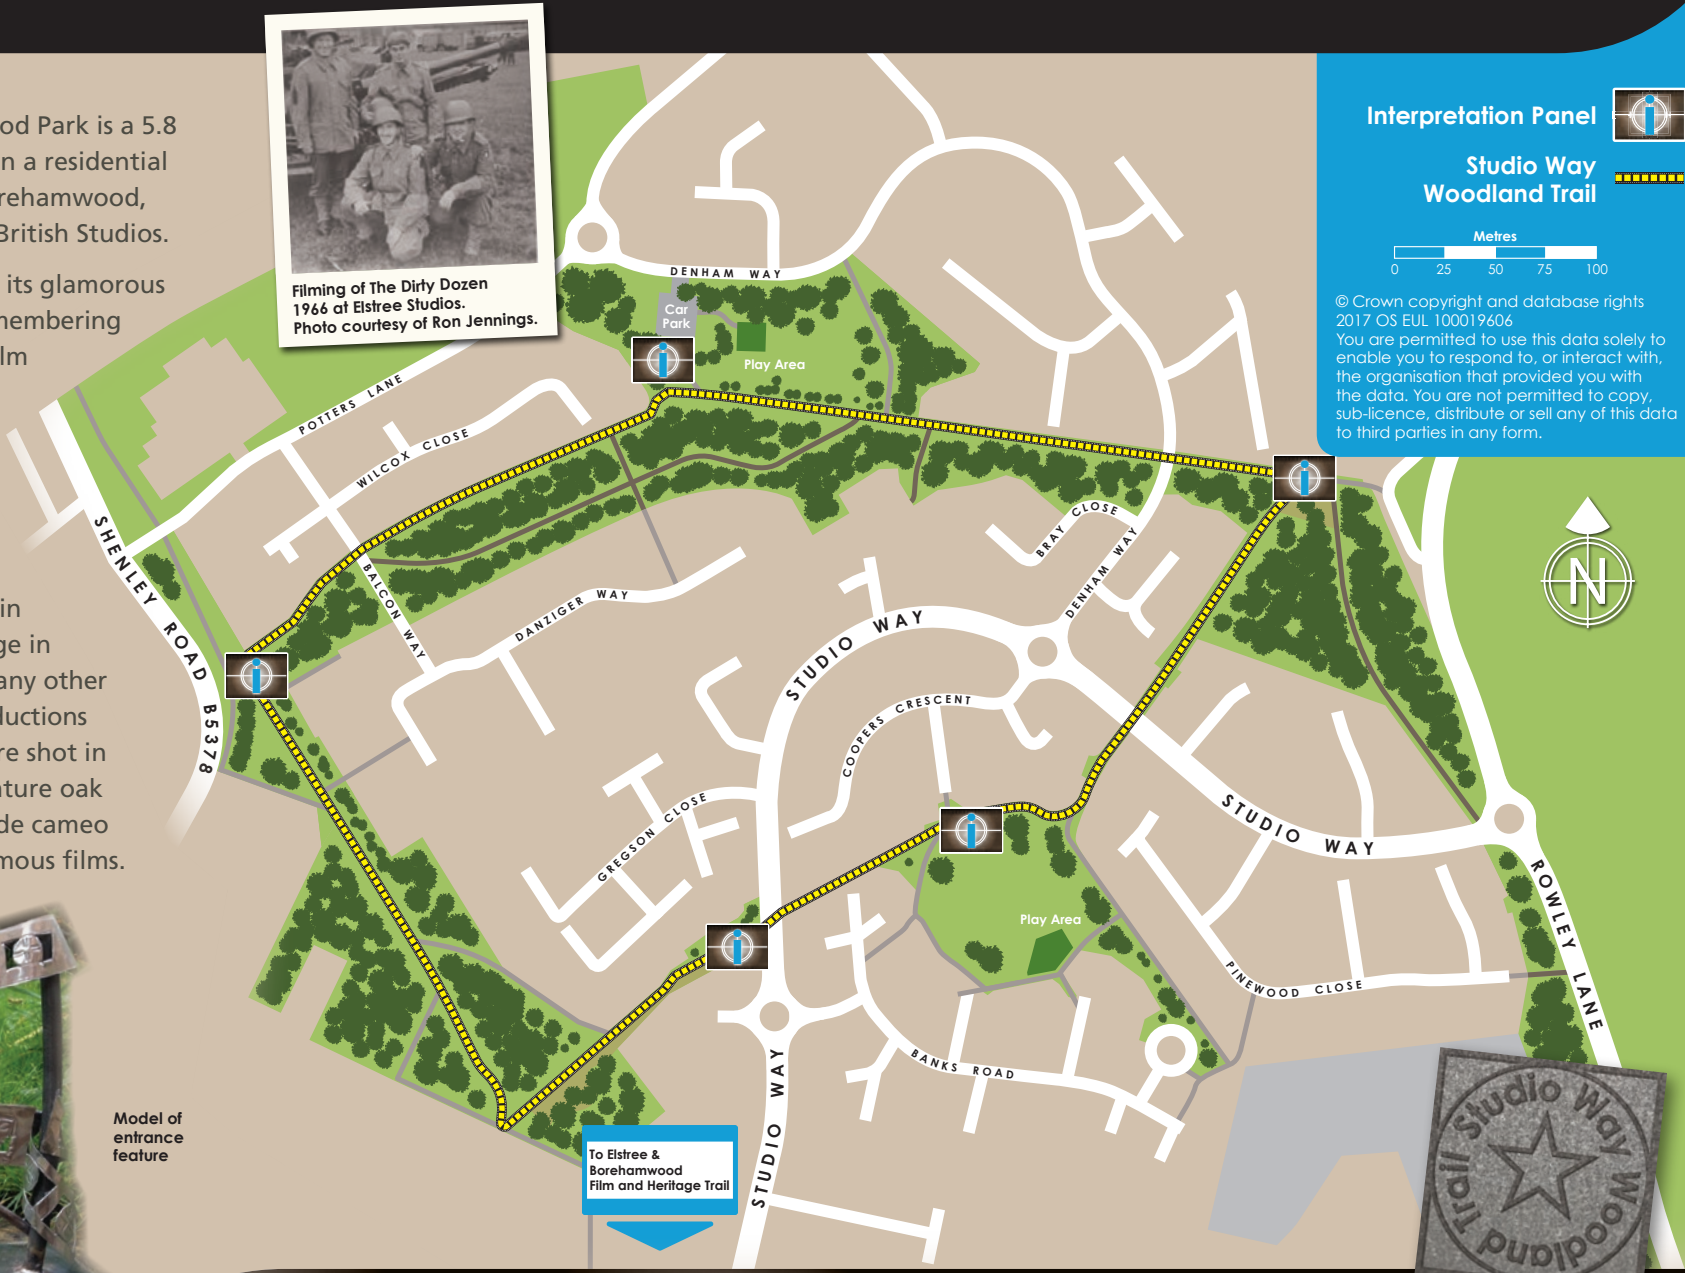 od Park is a 5.8
n a residential
orehamwood,
British Studios.
its glamorous
membering
lm
in
ge in
any other
ductions
re shot in
ature oak
de cameo
mous films.
Filming of The Dirty Dozen
1966 at Elstree Studios.
Photo courtesy of Ron Jennings.
Interpretation Panel
Studio Way
Woodland Trail
Metres
0 25 50 75 100
© Crown copyright and database rights
2017 OS EUL 100019606
You are permitted to use this data solely to
enable you to respond to, or interact with,
the organisation that provided you with
the data. You are not permitted to copy,
sub-licence, distribute or sell any of this data
to third parties in any form.
N
DENHAM WAY
Car
Park
Play Area
POTTERS LANE
WILCOX CLOSE
SHENLEY ROAD B5378
BALCON WAY
DANZIGER WAY
BRAY CLOSE
DENHAM WAY
STUDIO WAY
COOPERS CRESCENT
GREGSON CLOSE
STUDIO WAY
Play Area
PINEWOOD CLOSE
ROWLEY LANE
BANKS ROAD
STUDIO WAY
Model of
entrance
feature
To Elstree &
Borehamwood
Film and Heritage Trail
Studio Way Woodland Trail